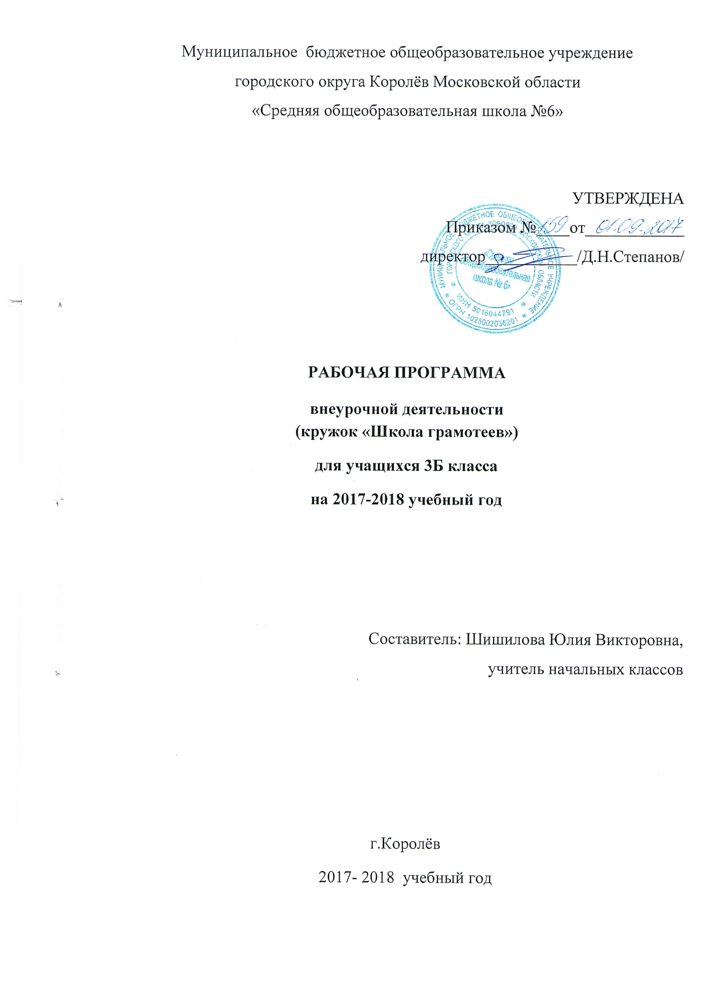 Муниципальное  бюджетное общеобразовательное учреждение
городского округа Королёв Московской области
«Средняя общеобразовательная школа №6»
УТВЕРЖДЕНА
Приказом № 159 от 01.09.2017
директор____________/Д.Н.Степанов/
МУНИЦИПАЛЬНОЕ БЮДЖЕТНОЕ ОБЩЕОБРАЗОВАТЕЛЬНОЕ УЧРЕЖДЕНИЕ
ГОРОДСКОГО ОКРУГА КОРОЛЁВ МОСКОВСКОЙ ОБЛАСТИ
«Средняя
общеобразовательная
школа № 6»
* ИНН 5018044791 *
* ОГРН 1025002036201 *
РАБОЧАЯ ПРОГРАММА
внеурочной деятельности
(кружок «Школа грамотеев»)
для учащихся 3Б класса
на 2017-2018 учебный год
Составитель: Шишилова Юлия Викторовна,
учитель начальных классов
г.Королёв
2017- 2018  учебный год